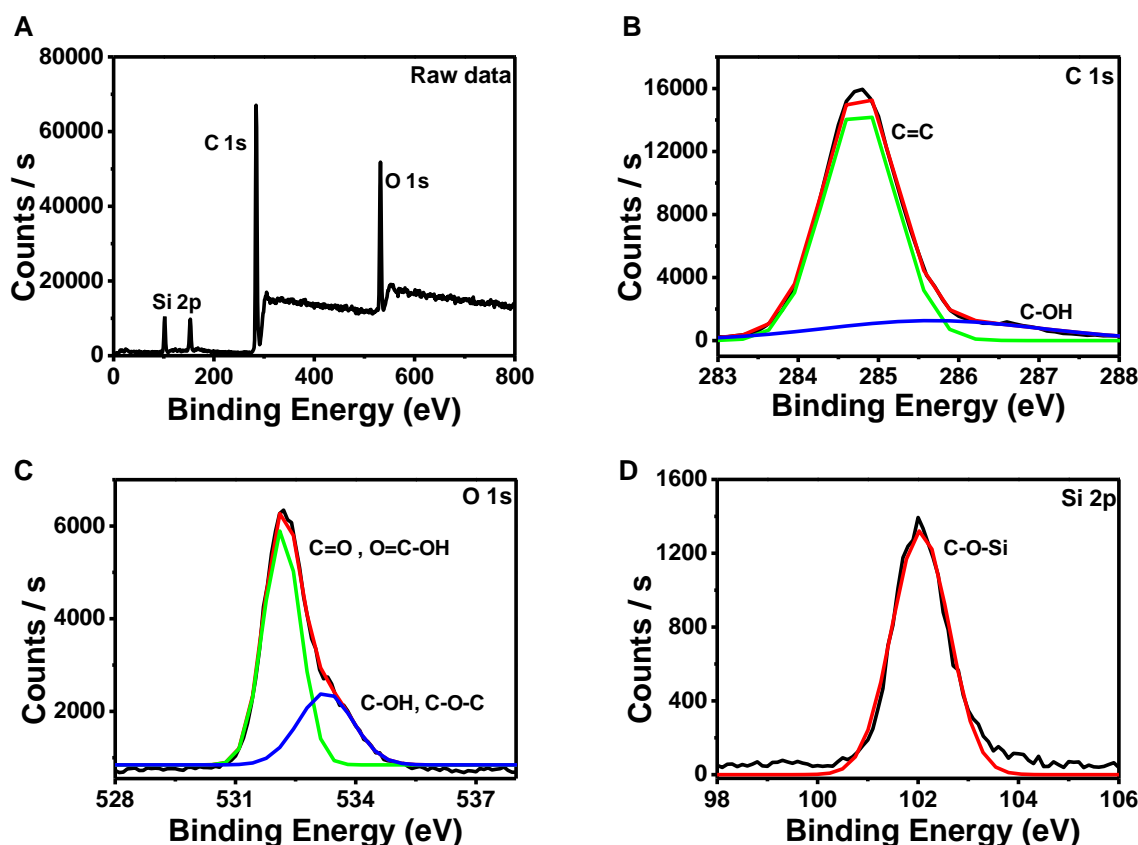 A
Raw data
80000
60000
40000
20000
0
C 1s
O 1s
Si 2p
0 200 400 600 800
Binding Energy (eV)
Counts / s
B
C 1s
16000
12000
8000
4000
0
C=C
C-OH
283 284 285 286 287 288
Binding Energy (eV)
Counts / s
C
O 1s
6000
4000
2000
C=O , O=C-OH
C-OH, C-O-C
528 531 534 537
Binding Energy (eV)
Counts / s
D
Si 2p
1600
1200
800
400
0
C-O-Si
98 100 102 104 106
Binding Energy (eV)
Counts / s